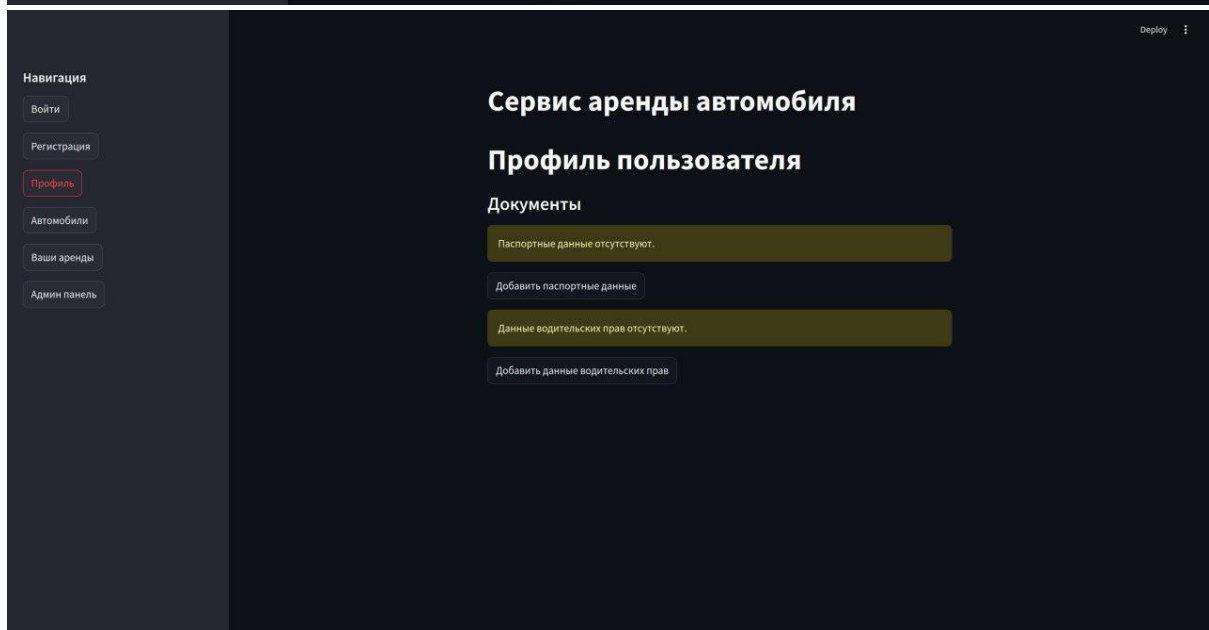 Deploy
Навигация
Войти
Регистрация
Профиль
Автомобили
Ваши аренды
Админ панель
Сервис аренды автомобиля
Профиль пользователя
Документы
Паспортные данные отсутствуют.
Добавить паспортные данные
Данные водительских прав отсутствуют.
Добавить данные водительских прав